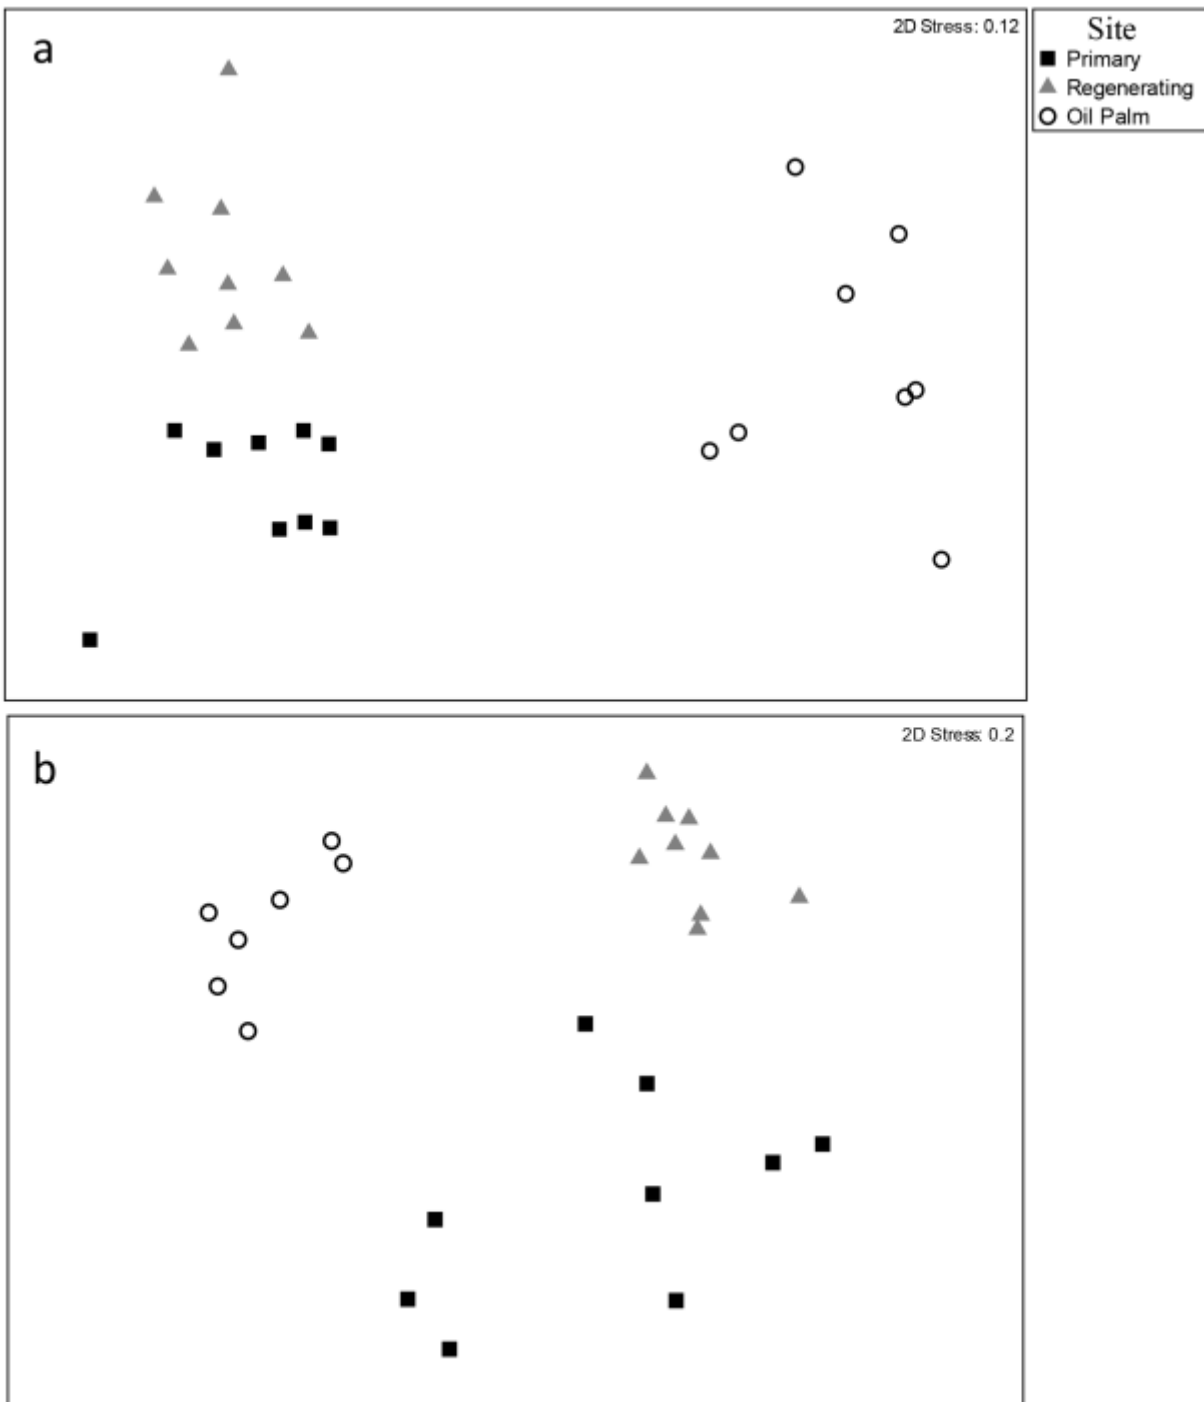 a
2D Stress: 0.12
Site
Primary
Regenerating
Oil Palm
b
2D Stress: 0.2